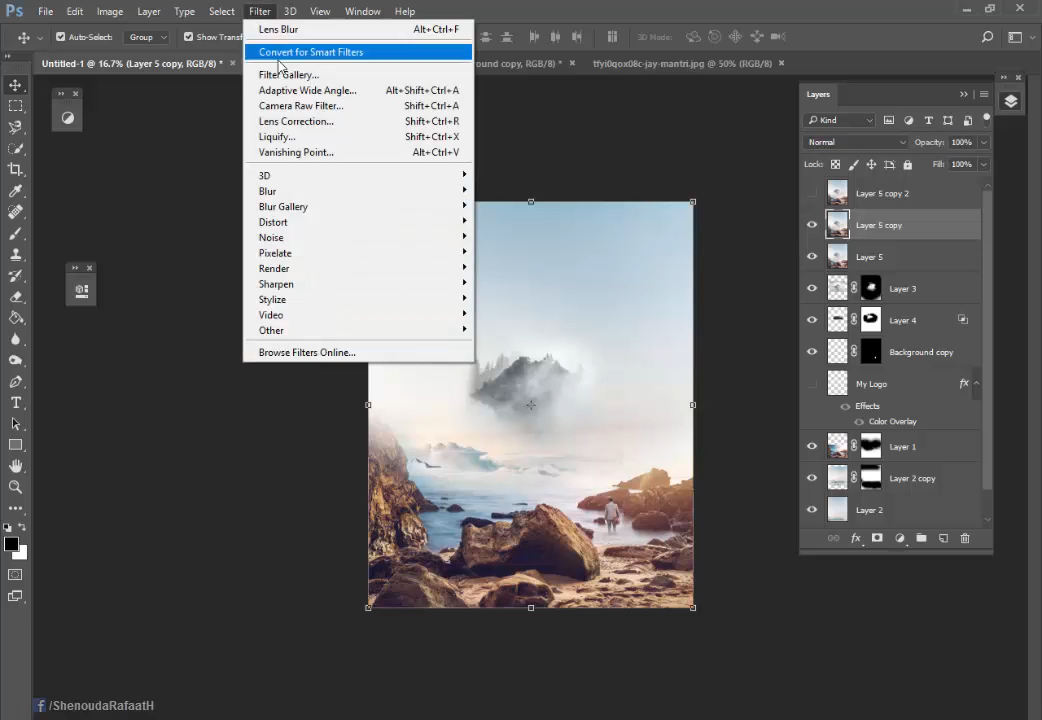 Ps File Edit Image Layer Type Select Filter 3D View Window Help
Auto-Select: Group Show Transf 3D Mode:
Untitled-1 @ 16.7% (Layer 5 copy, RGB/8) * ound copy, RGB/8) * tfyi0qox08c-jay-mantri.jpg @ 50% (RGB/8)
Lens Blur Alt+Ctrl+F
Convert for Smart Filters
Filter Gallery...
Adaptive Wide Angle... Alt+Shift+Ctrl+A
Camera Raw Filter... Shift+Ctrl+A
Lens Correction... Shift+Ctrl+R
Liquify... Shift+Ctrl+X
Vanishing Point... Alt+Ctrl+V
3D
Blur
Blur Gallery
Distort
Noise
Pixelate
Render
Sharpen
Stylize
Video
Other
Browse Filters Online...
Layers
Kind
Normal Opacity: 100%
Lock: Fill: 100%
Layer 5 copy 2
Layer 5 copy
Layer 5
Layer 3
Layer 4
Background copy
My Logo fx
Effects
Color Overlay
Layer 1
Layer 2 copy
Layer 2
fx
f /ShenoudaRafaatH